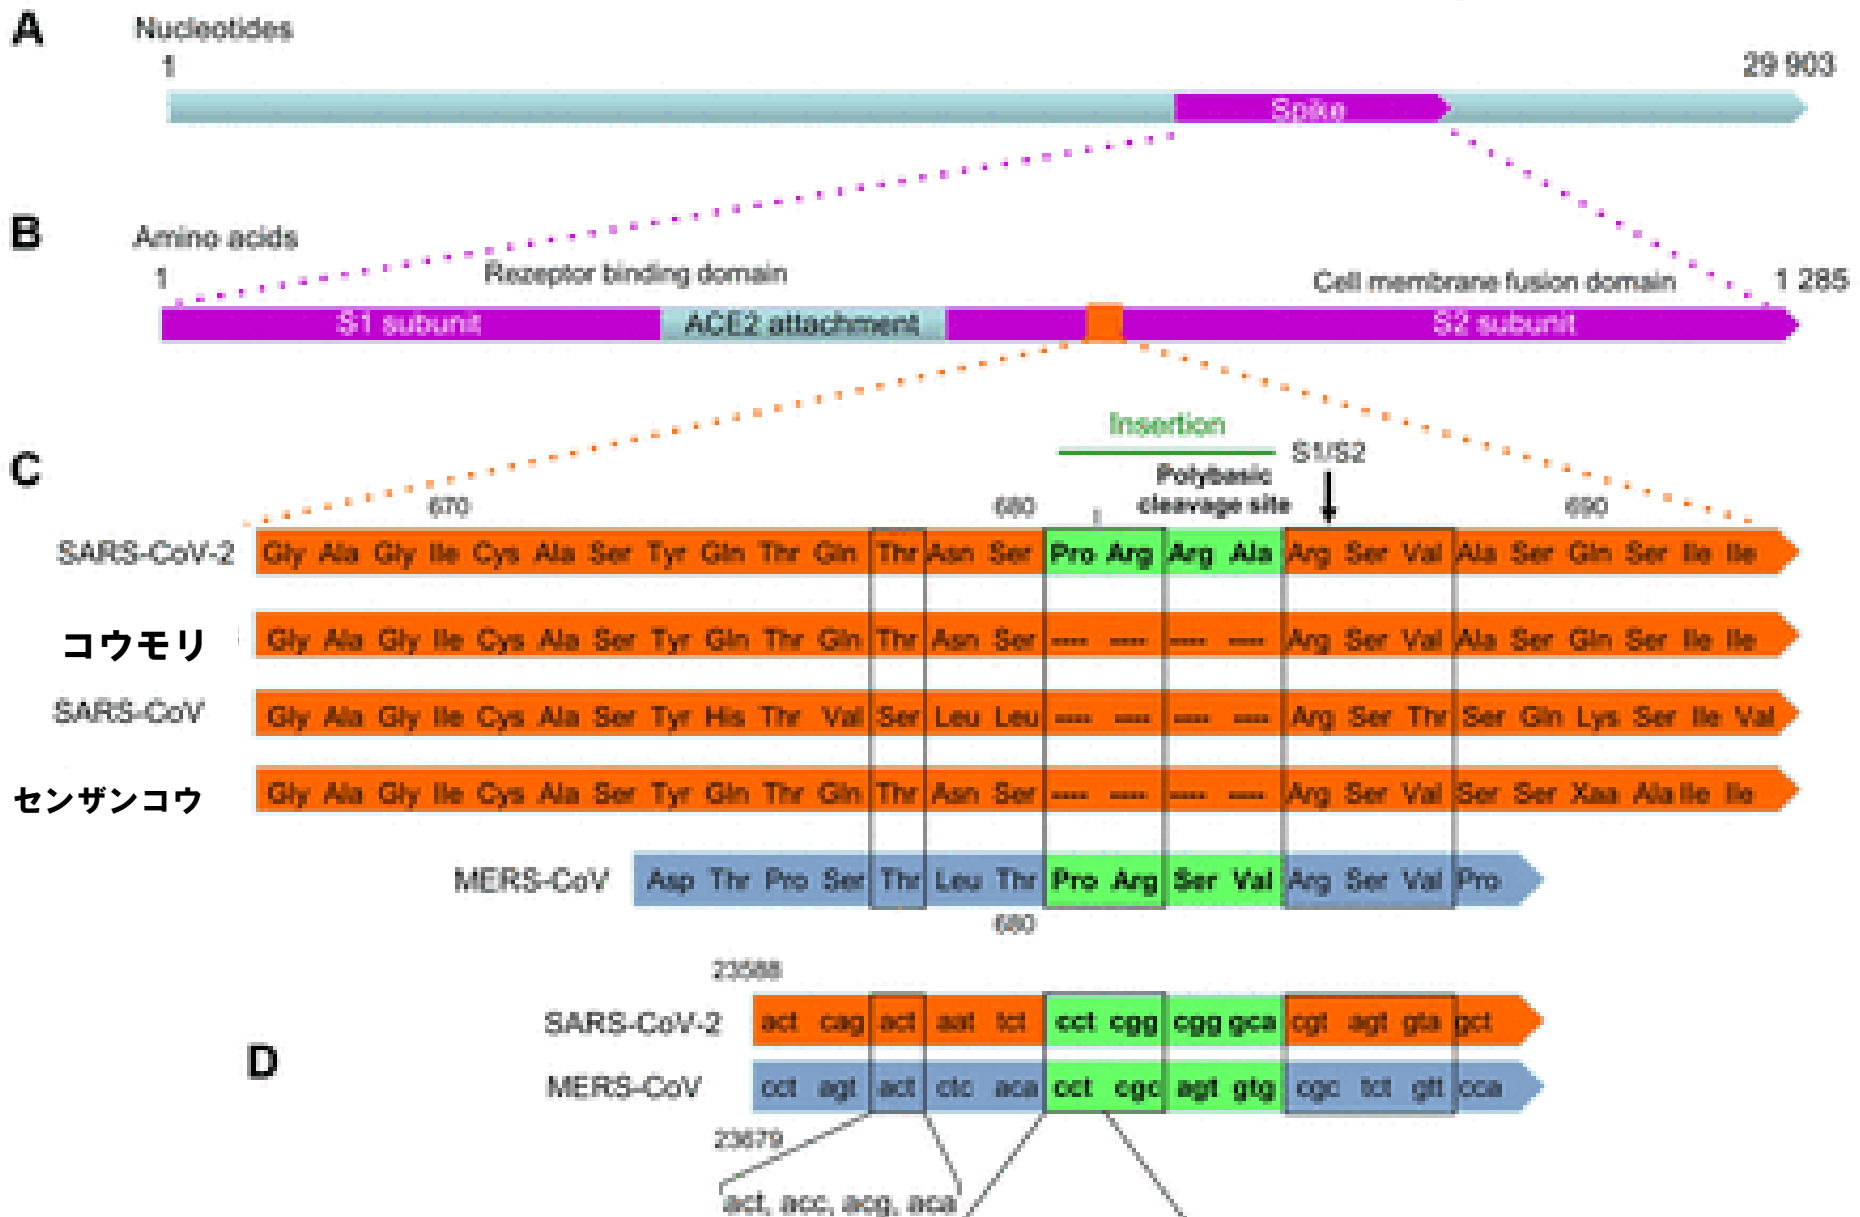 A
Nucleotides
1
29 903
Spike
B
Amino acids
1
Rezeptor binding domain
Cell membrane fusion domain
1 285
S1 subunit
ACE2 attachment
S2 subunit
Insertion
S1/S2
C
Polybasic
cleavage site
670
680
690
SARS-CoV-2
Gly Ala Gly Ile Cys Ala Ser Tyr Gln Thr Gln Thr Asn Ser Pro Arg Arg Ala Arg Ser Val Ala Ser Gln Ser Ile Ile
コウモリ
Gly Ala Gly Ile Cys Ala Ser Tyr Gln Thr Gln Thr Asn Ser ---- ---- ---- ---- Arg Ser Val Ala Ser Gln Ser Ile Ile
SARS-CoV
Gly Ala Gly Ile Cys Ala Ser Tyr His Thr Val Ser Leu Leu ---- ---- ---- ---- Arg Ser Thr Ser Gln Lys Ser Ile Val
センザンコウ
Gly Ala Gly Ile Cys Ala Ser Tyr Gln Thr Gln Thr Asn Ser ---- ---- ---- ---- Arg Ser Val Ser Ser Xaa Ala Ile Ile
MERS-CoV
Asp Thr Pro Ser Thr Leu Thr Pro Arg Ser Val Arg Ser Val Pro
680
23588
SARS-CoV-2
act cag act aat tct cct cgg cgg gca cgt agt gta gct
D
MERS-CoV
cct agt act ctc aca cct cgc agt gtg cgc tct gtt cca
23679
act, acc, acg, aca